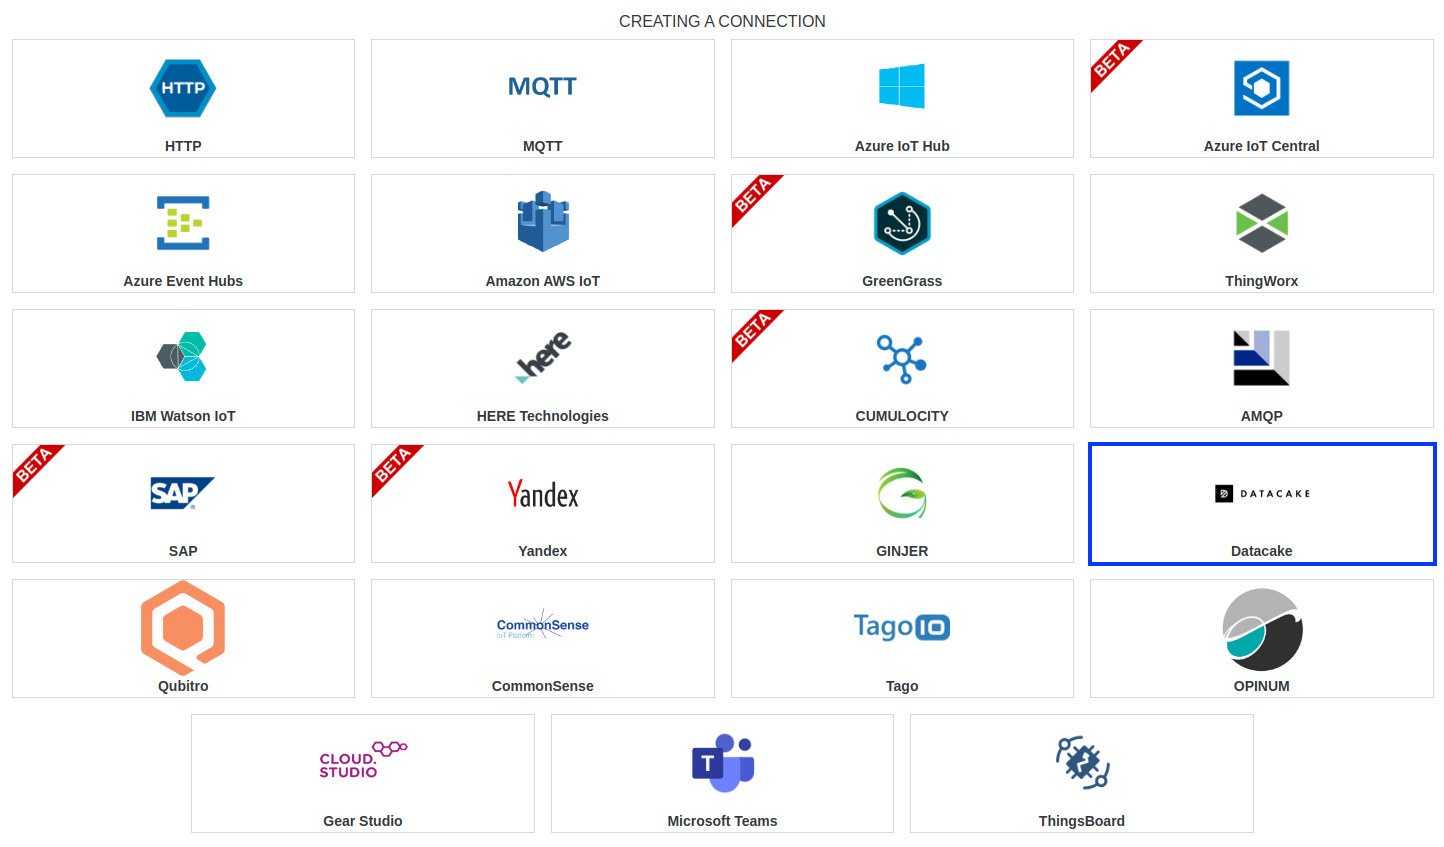 CREATING A CONNECTION
HTTP
MQTT
BETA
HTTP
MQTT
Azure IoT Hub
Azure IoT Central
BETA
Azure Event Hubs
Amazon AWS IoT
GreenGrass
ThingWorx
here
BETA
IBM Watson IoT
HERE Technologies
CUMULOCITY
AMQP
BETA
SAP
BETA
Yandex
DATACAKE
SAP
Yandex
GINJER
Datacake
CommonSense
IoT Platform
Tago IO
Qubitro
CommonSense
Tago
OPINUM
CLOUD.
STUDIO
T
Gear Studio
Microsoft Teams
ThingsBoard